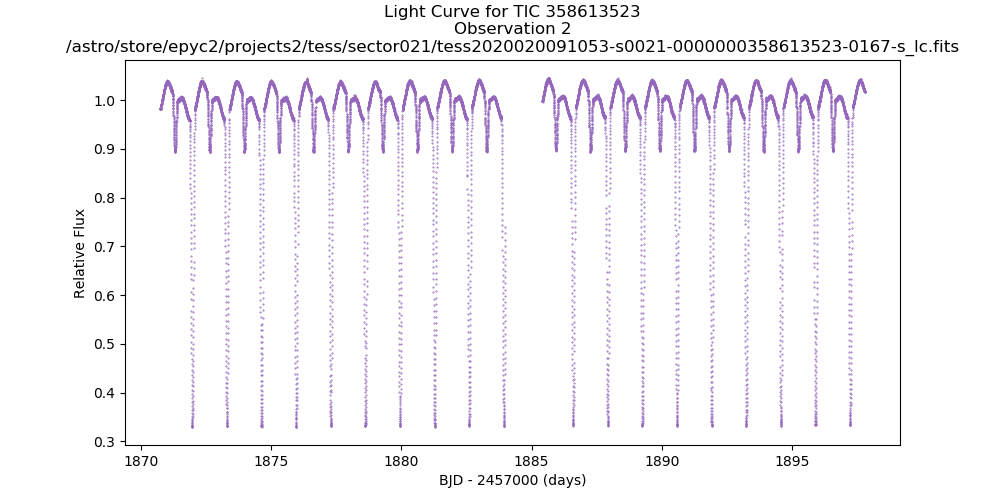 Light Curve for TIC 358613523
Observation 2
/astro/store/epyc2/projects2/tess/sector021/tess2020020091053-s0021-0000000358613523-0167-s_lc.fits
Relative Flux
1.0
0.9
0.8
0.7
0.6
0.5
0.4
0.3
1870 1875 1880 1885 1890 1895
BJD - 2457000 (days)